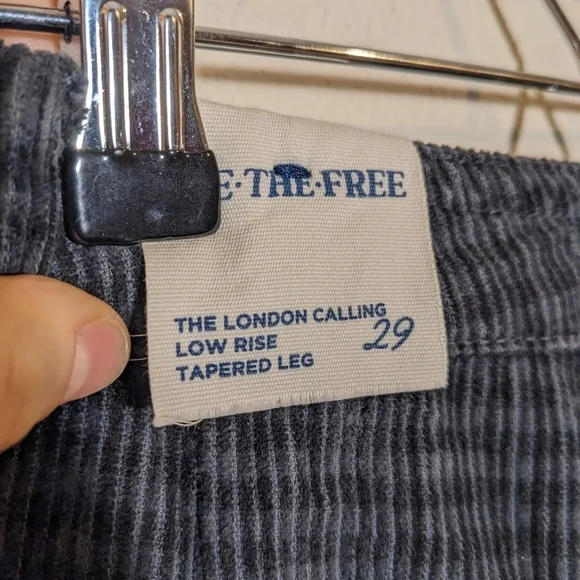 E·THE·FREE
THE LONDON CALLING
LOW RISE
TAPERED LEG
29